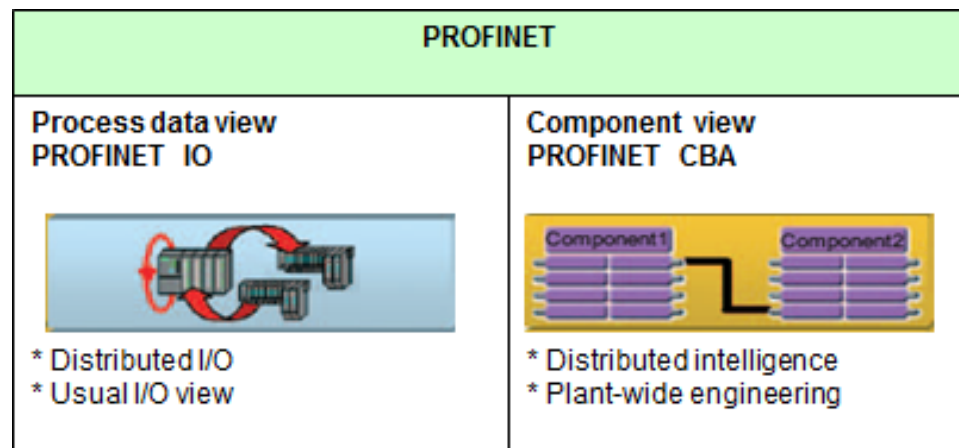 PROFINET
Process data view
PROFINET IO
* Distributed I/O
* Usual I/O view
Component view
PROFINET CBA
Component1
Component2
* Distributed intelligence
* Plant-wide engineering